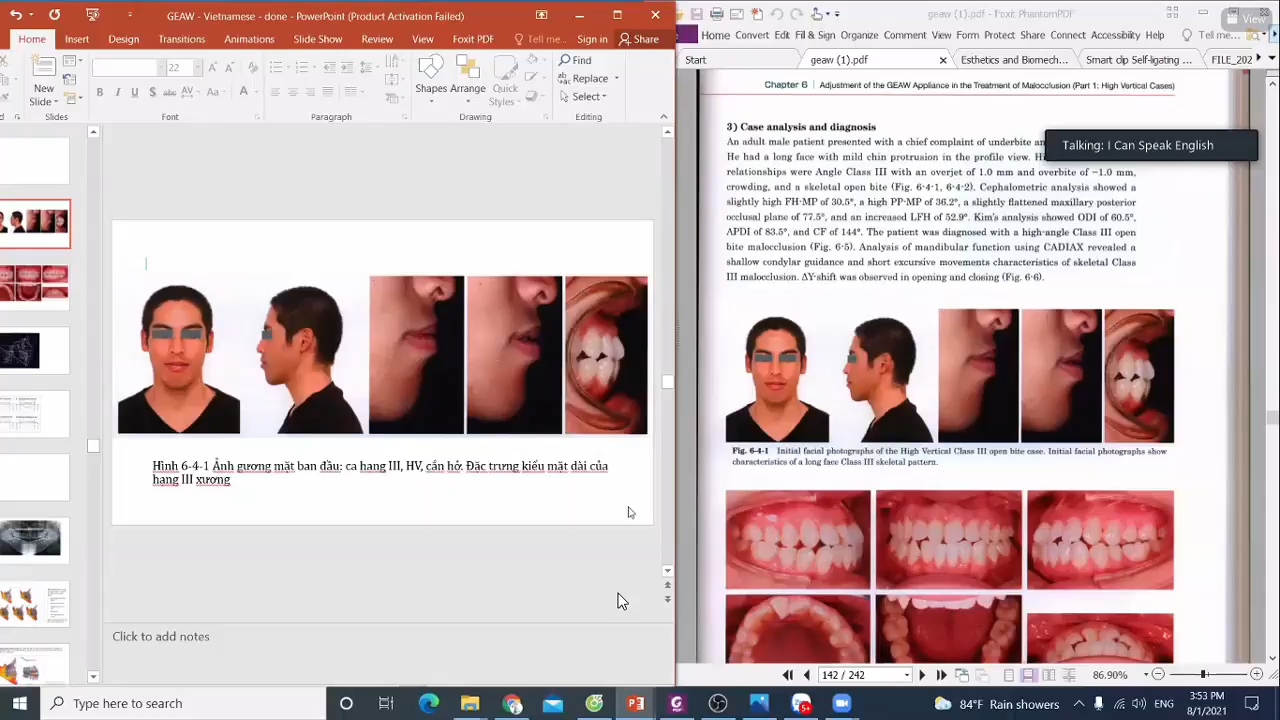 GEAW - Vietnamese - done - PowerPoint (Product Activation Failed)
Home Insert Design Transitions Animations Slide Show Review View Foxit PDF Tell me... Sign in Share
New Slide
22
B I U S abc AV Aa A
Shapes Arrange Quick Styles
Find
Replace
Select
Slides Font Paragraph Drawing Editing
ảnh gương mặt ban đầu: ca hạng III, HV, cắn hở. Đặc trưng kiểu mặt dài của
hạng III xương
Click to add notes
geaw (1).pdf - Foxit PhantomPDF
View
Home Convert Edit Fill & Sign Organize Comment View Form Protect Share Connect Accessibility Help Tell me...
Start geaw (1).pdf Esthetics and Biomech... Smart clip Self-ligating ... FILE_202
Chapter 6 | Adjustment of the GEAW Appliance in the Treatment of Malocclusion (Part 1: High Vertical Cases)
Talking: I Can Speak English
3) Case analysis and diagnosis
An adult male patient presented with a chief complaint of underbite
He had a long face with mild chin protrusion in the profile view.
relationships were Angle Class III with an overjet of 1.0 mm and overbite of −1.0 mm,
crowding, and a skeletal open bite (Fig. 6-4-1, 6-4-2). Cephalometric analysis showed a
slightly high FH-MP of 30.5°, a high PP-MP of 36.2°, a slightly flattened maxillary posterior
occlusal plane of 77.5°, and an increased LFH of 52.9°. Kim's analysis showed ODI of 60.5°,
APDI of 83.5°, and CF of 144°. The patient was diagnosed with a high-angle Class III open
bite malocclusion (Fig. 6-5). Analysis of mandibular function using CADIAX revealed a
shallow condylar guidance and short excursive movements characteristics of skeletal Class
III malocclusion. ΔY-shift was observed in opening and closing (Fig. 6-6).
Fig. 6-4-1 Initial facial photographs of the High Vertical Class III open bite case. Initial facial photographs show
characteristics of a long face Class III skeletal pattern.
142 / 242
86.90%
Type here to search
84°F Rain showers
ENG
3:53 PM
8/1/2021